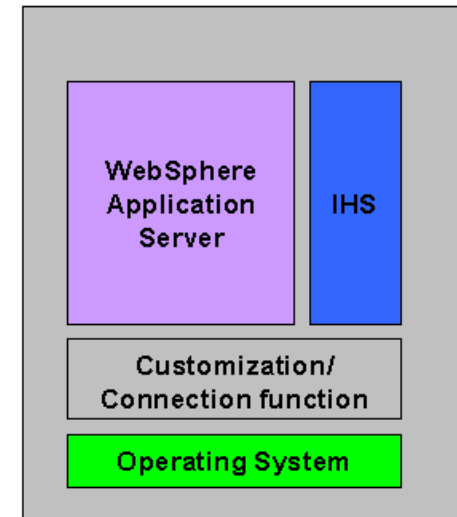 WebSphere
Application
Server
IHS
Customization/
Connection function
Operating System